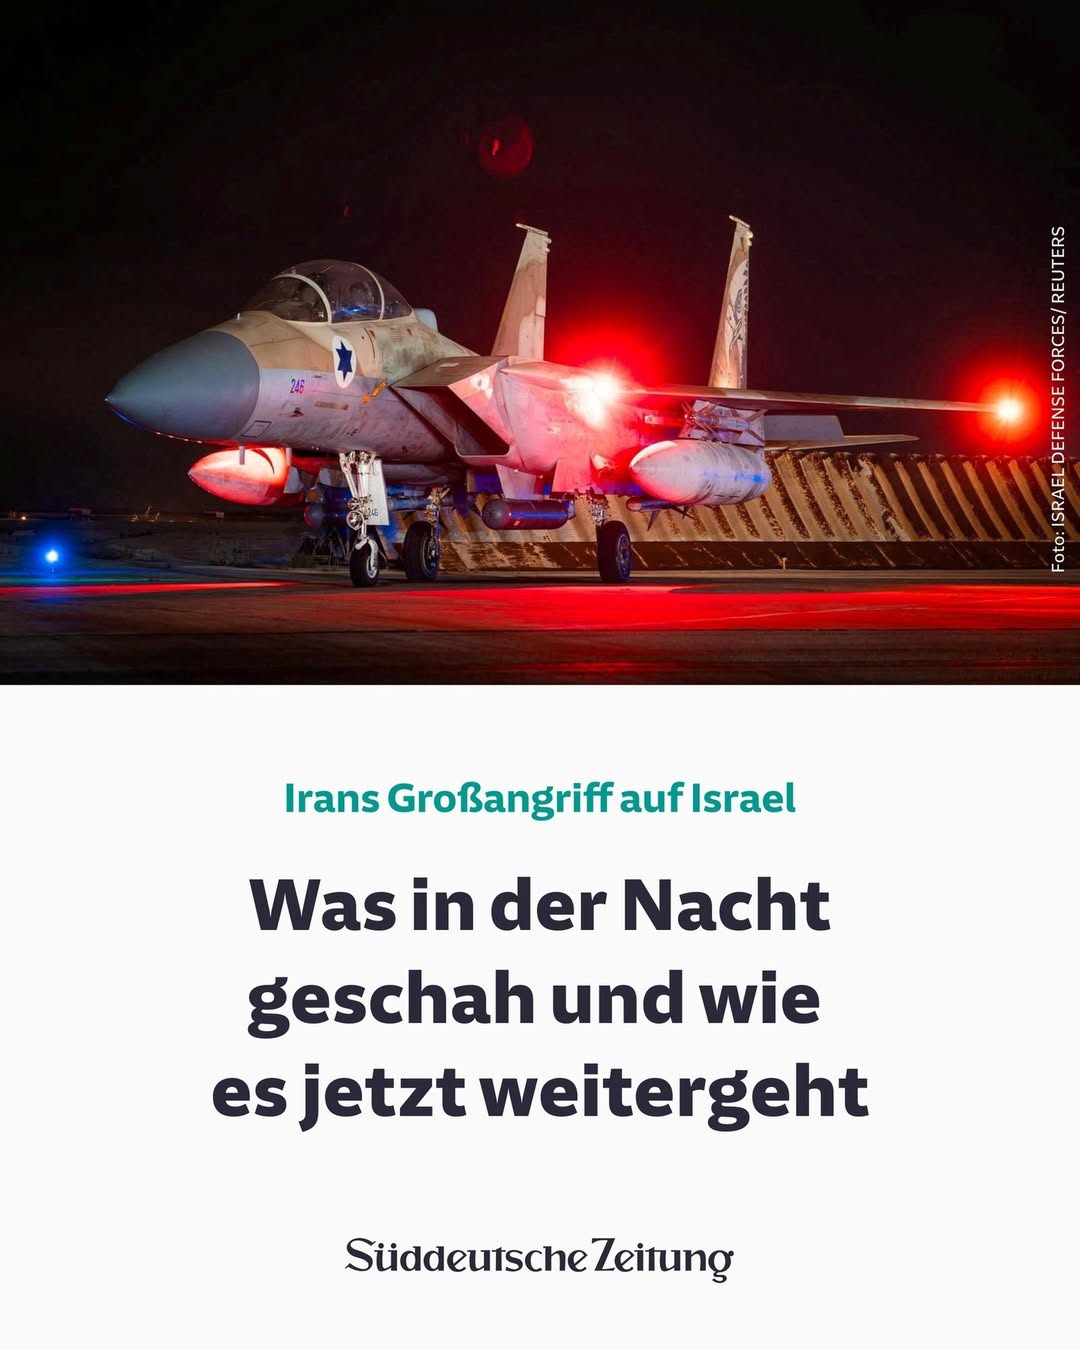 246
Foto: ISRAEL DEFENSE FORCES/ REUTERS
Irans Großangriff auf Israel
Was in der Nacht
geschah und wie
es jetzt weitergeht
Süddeutsche Zeitung